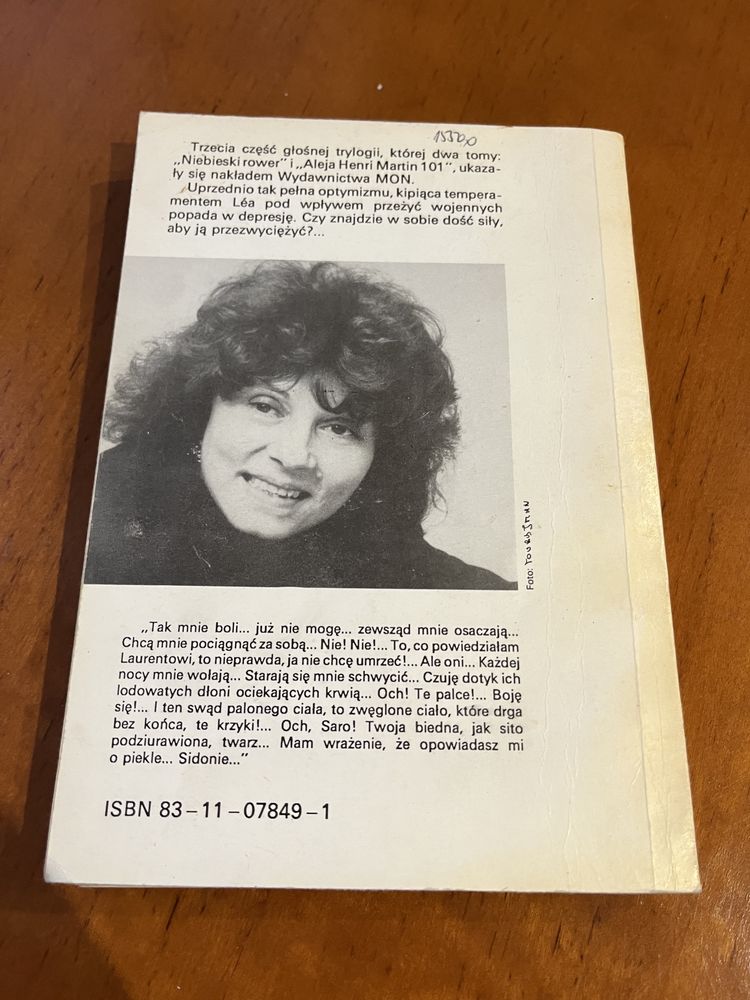 1550,0
Trzecia część głośnej trylogii, której dwa tomy:
„Niebieski rower" i „Aleja Henri Martin 101", ukaza-
ły się nakładem Wydawnictwa MON.
Uprzednio tak pełna optymizmu, kipiąca tempera-
mentem Léa pod wpływem przeżyć wojennych
popada w depresję. Czy znajdzie w sobie dość siły,
aby ją przezwyciężyć?...
Foto:
„Tak mnie boli... już nie mogę... zewsząd mnie osaczają...
Chcą mnie pociągnąć za sobą... Nie! Nie!... To, co powiedziałam
Laurentowi, to nieprawda, ja nie chcę umrzeć!... Ale oni... Każdej
nocy mnie wołają... Starają się mnie schwycić... Czuję dotyk ich
lodowatych dłoni ociekających krwią... Och! Te palce!... Boję
się!... I ten swąd palonego ciała, to zwęglone ciało, które drga
bez końca, te krzyki!... Och, Saro! Twoja biedna, jak sito
podziurawiona, twarz... Mam wrażenie, że opowiadasz mi
o piekle... Sidonie..."
ISBN 83–11–07849–1